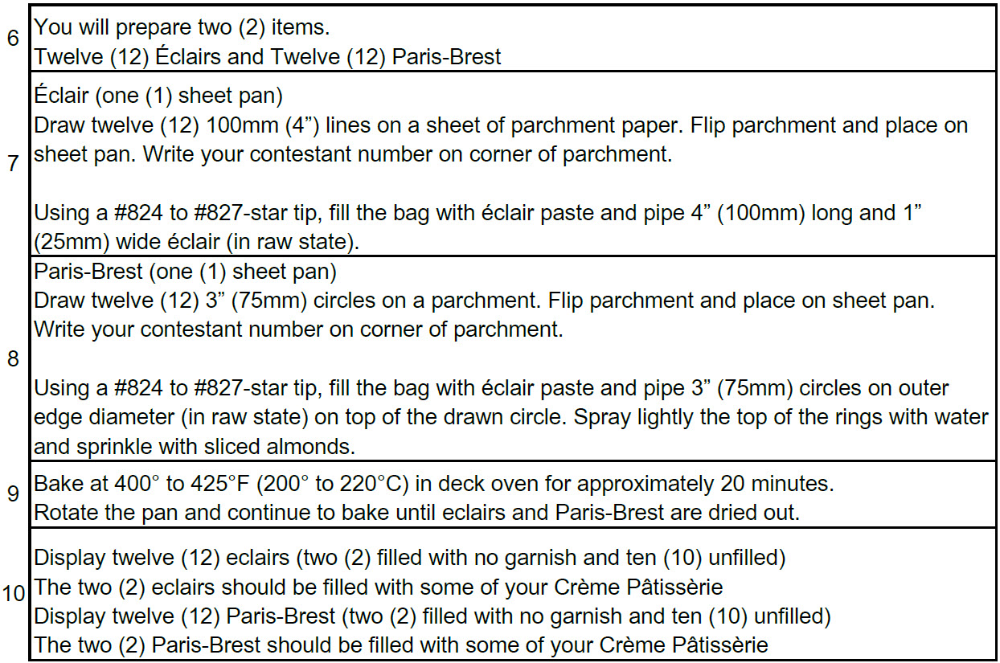 6
You will prepare two (2) items.
Twelve (12) Éclairs and Twelve (12) Paris-Brest
7
Éclair (one (1) sheet pan)
Draw twelve (12) 100mm (4”) lines on a sheet of parchment paper. Flip parchment and place on
sheet pan. Write your contestant number on corner of parchment.
Using a #824 to #827-star tip, fill the bag with éclair paste and pipe 4” (100mm) long and 1”
(25mm) wide éclair (in raw state).
8
Paris-Brest (one (1) sheet pan)
Draw twelve (12) 3” (75mm) circles on a parchment. Flip parchment and place on sheet pan.
Write your contestant number on corner of parchment.
Using a #824 to #827-star tip, fill the bag with éclair paste and pipe 3” (75mm) circles on outer
edge diameter (in raw state) on top of the drawn circle. Spray lightly the top of the rings with water
and sprinkle with sliced almonds.
9
Bake at 400° to 425°F (200° to 220°C) in deck oven for approximately 20 minutes.
Rotate the pan and continue to bake until eclairs and Paris-Brest are dried out.
10
Display twelve (12) eclairs (two (2) filled with no garnish and ten (10) unfilled)
The two (2) eclairs should be filled with some of your Crème Pâtissèrie
Display twelve (12) Paris-Brest (two (2) filled with no garnish and ten (10) unfilled)
The two (2) Paris-Brest should be filled with some of your Crème Pâtissèrie